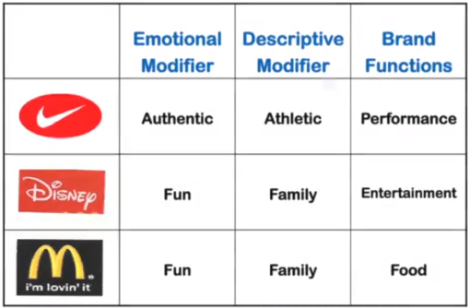 Emotional Modifier
Descriptive Modifier
Brand Functions
Authentic
Athletic
Performance
Disney
Fun
Family
Entertainment
i'm lovin' it
Fun
Family
Food